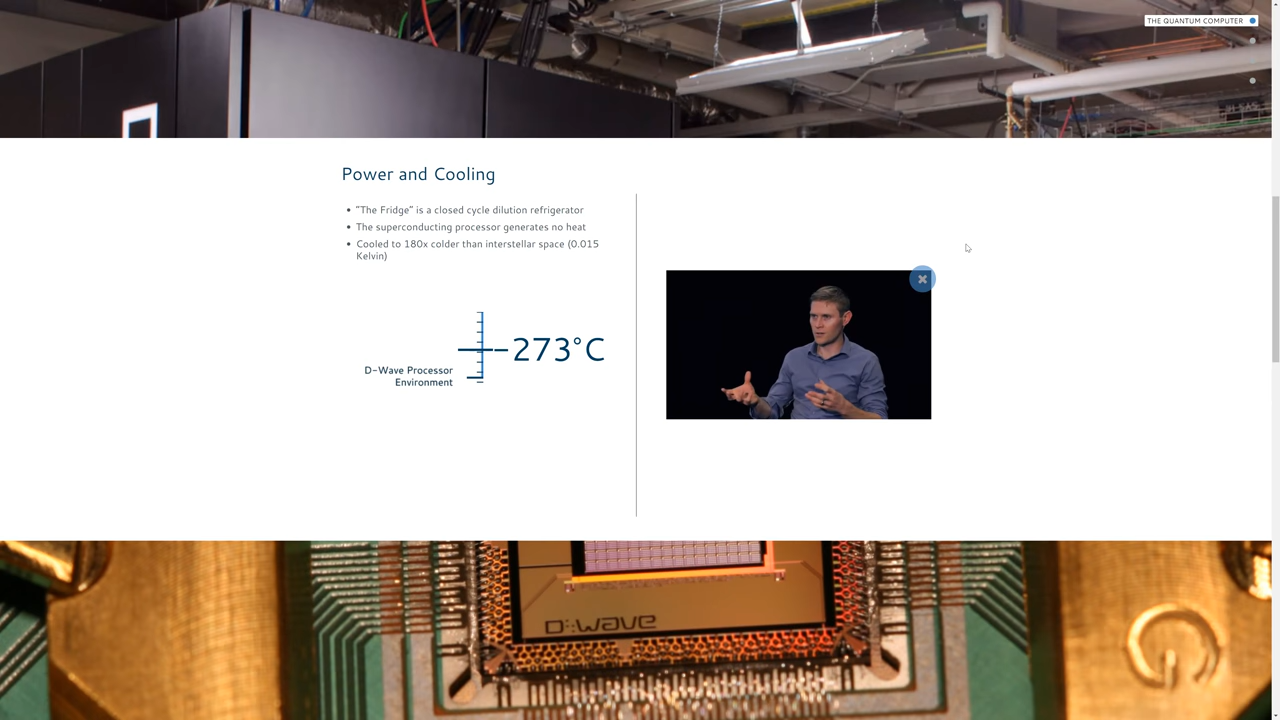 THE QUANTUM COMPUTER
Power and Cooling
• "The Fridge" is a closed cycle dilution refrigerator
• The superconducting processor generates no heat
• Cooled to 180x colder than interstellar space (0.015
Kelvin)
-273°C
D-Wave Processor
Environment
D:wave